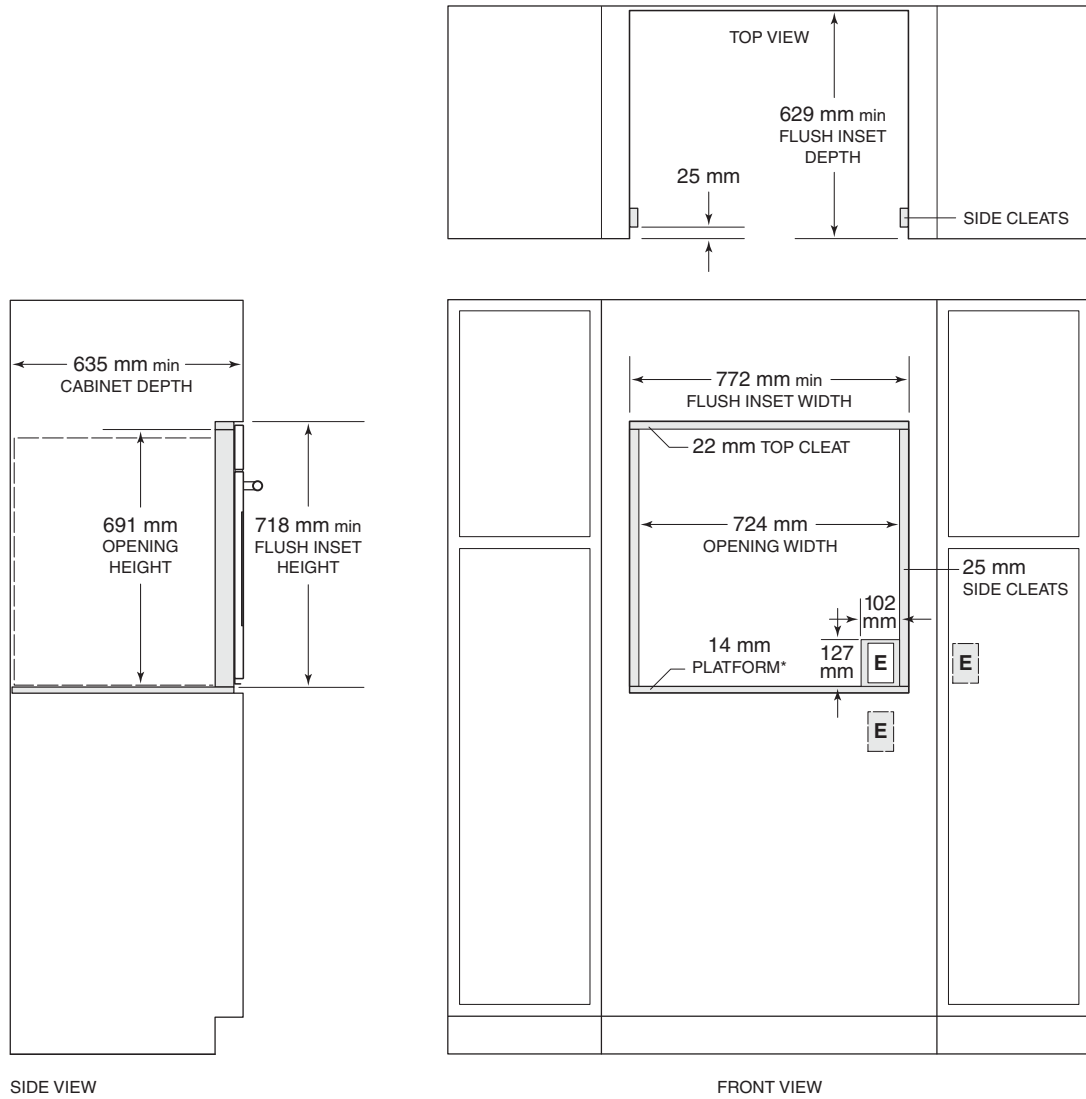 TOP VIEW
629 mm min
FLUSH INSET
DEPTH
25 mm
SIDE CLEATS
635 mm min
CABINET DEPTH
772 mm min
FLUSH INSET WIDTH
22 mm TOP CLEAT
691 mm
OPENING
HEIGHT
718 mm min
FLUSH INSET
HEIGHT
724 mm
OPENING WIDTH
25 mm
SIDE CLEATS
102
mm
14 mm
PLATFORM*
127
mm
E
E
E
SIDE VIEW
FRONT VIEW